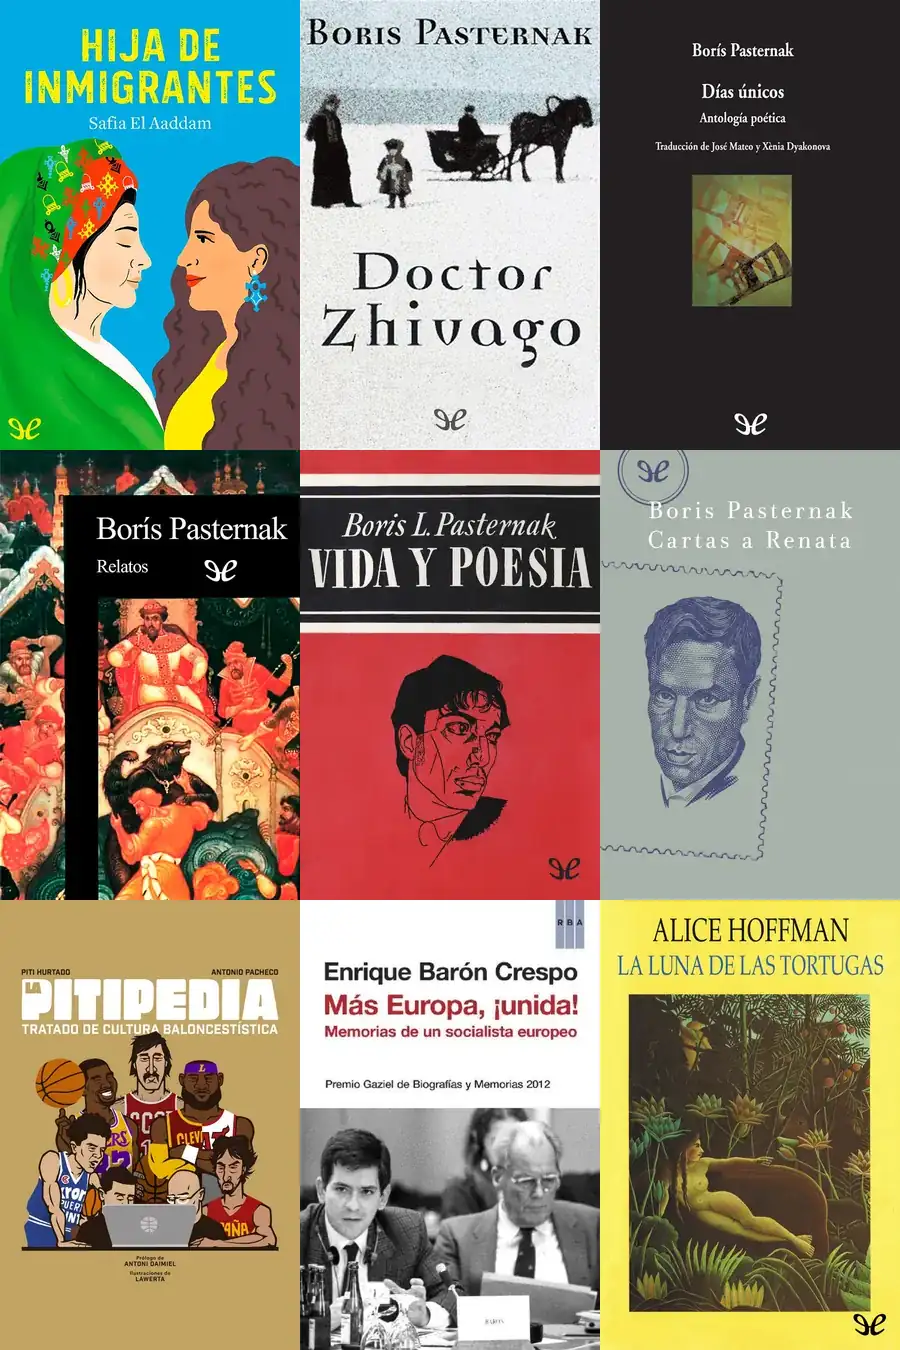 HIJA DE
INMIGRANTES
Safia El Aaddam
BORIS PASTERNAK
Doctor
Zhivago
Borís Pasternak
Días únicos
Antología poética
Traducción de José Mateo y Xènia Dyakonova
Borís Pasternak
Relatos
Boris L. Pasternak
VIDA Y POESIA
Boris Pasternak
Cartas a Renata
PITI HURTADO
ANTONIO PACHECO
LA
PITIPEDIA
TRATADO DE CULTURA BALONCESTÍSTICA
Prólogo de
ANTONI DAIMIEL
Ilustraciones de
LAWERTA
RBA
Enrique Barón Crespo
Más Europa, ¡unida!
Memorias de un socialista europeo
Premio Gaziel de Biografías y Memorias 2012
BARON
ALICE HOFFMAN
LA LUNA DE LAS TORTUGAS